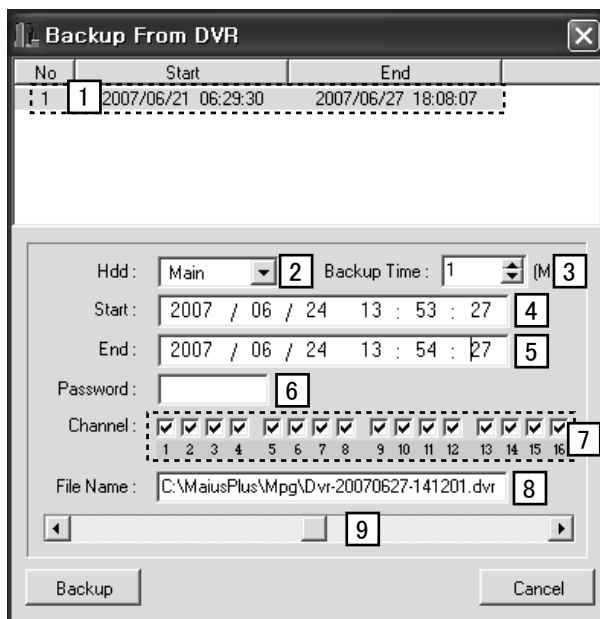 Backup From DVR
No Start End
1 1 2007/06/21 06:29:30 2007/06/27 18:08:07
Hdd : Main 2 Backup Time : 1 (M 3
Start : 2007 / 06 / 24 13 : 53 : 27 4
End : 2007 / 06 / 24 13 : 54 : 27 5
Password : 6
Channel : 7
1 2 3 4 5 6 7 8 9 10 11 12 13 14 15 16
File Name : C:\MaiusPlus\Mpg\Dvr-20070627-141201.dvr 8
9
Backup Cancel